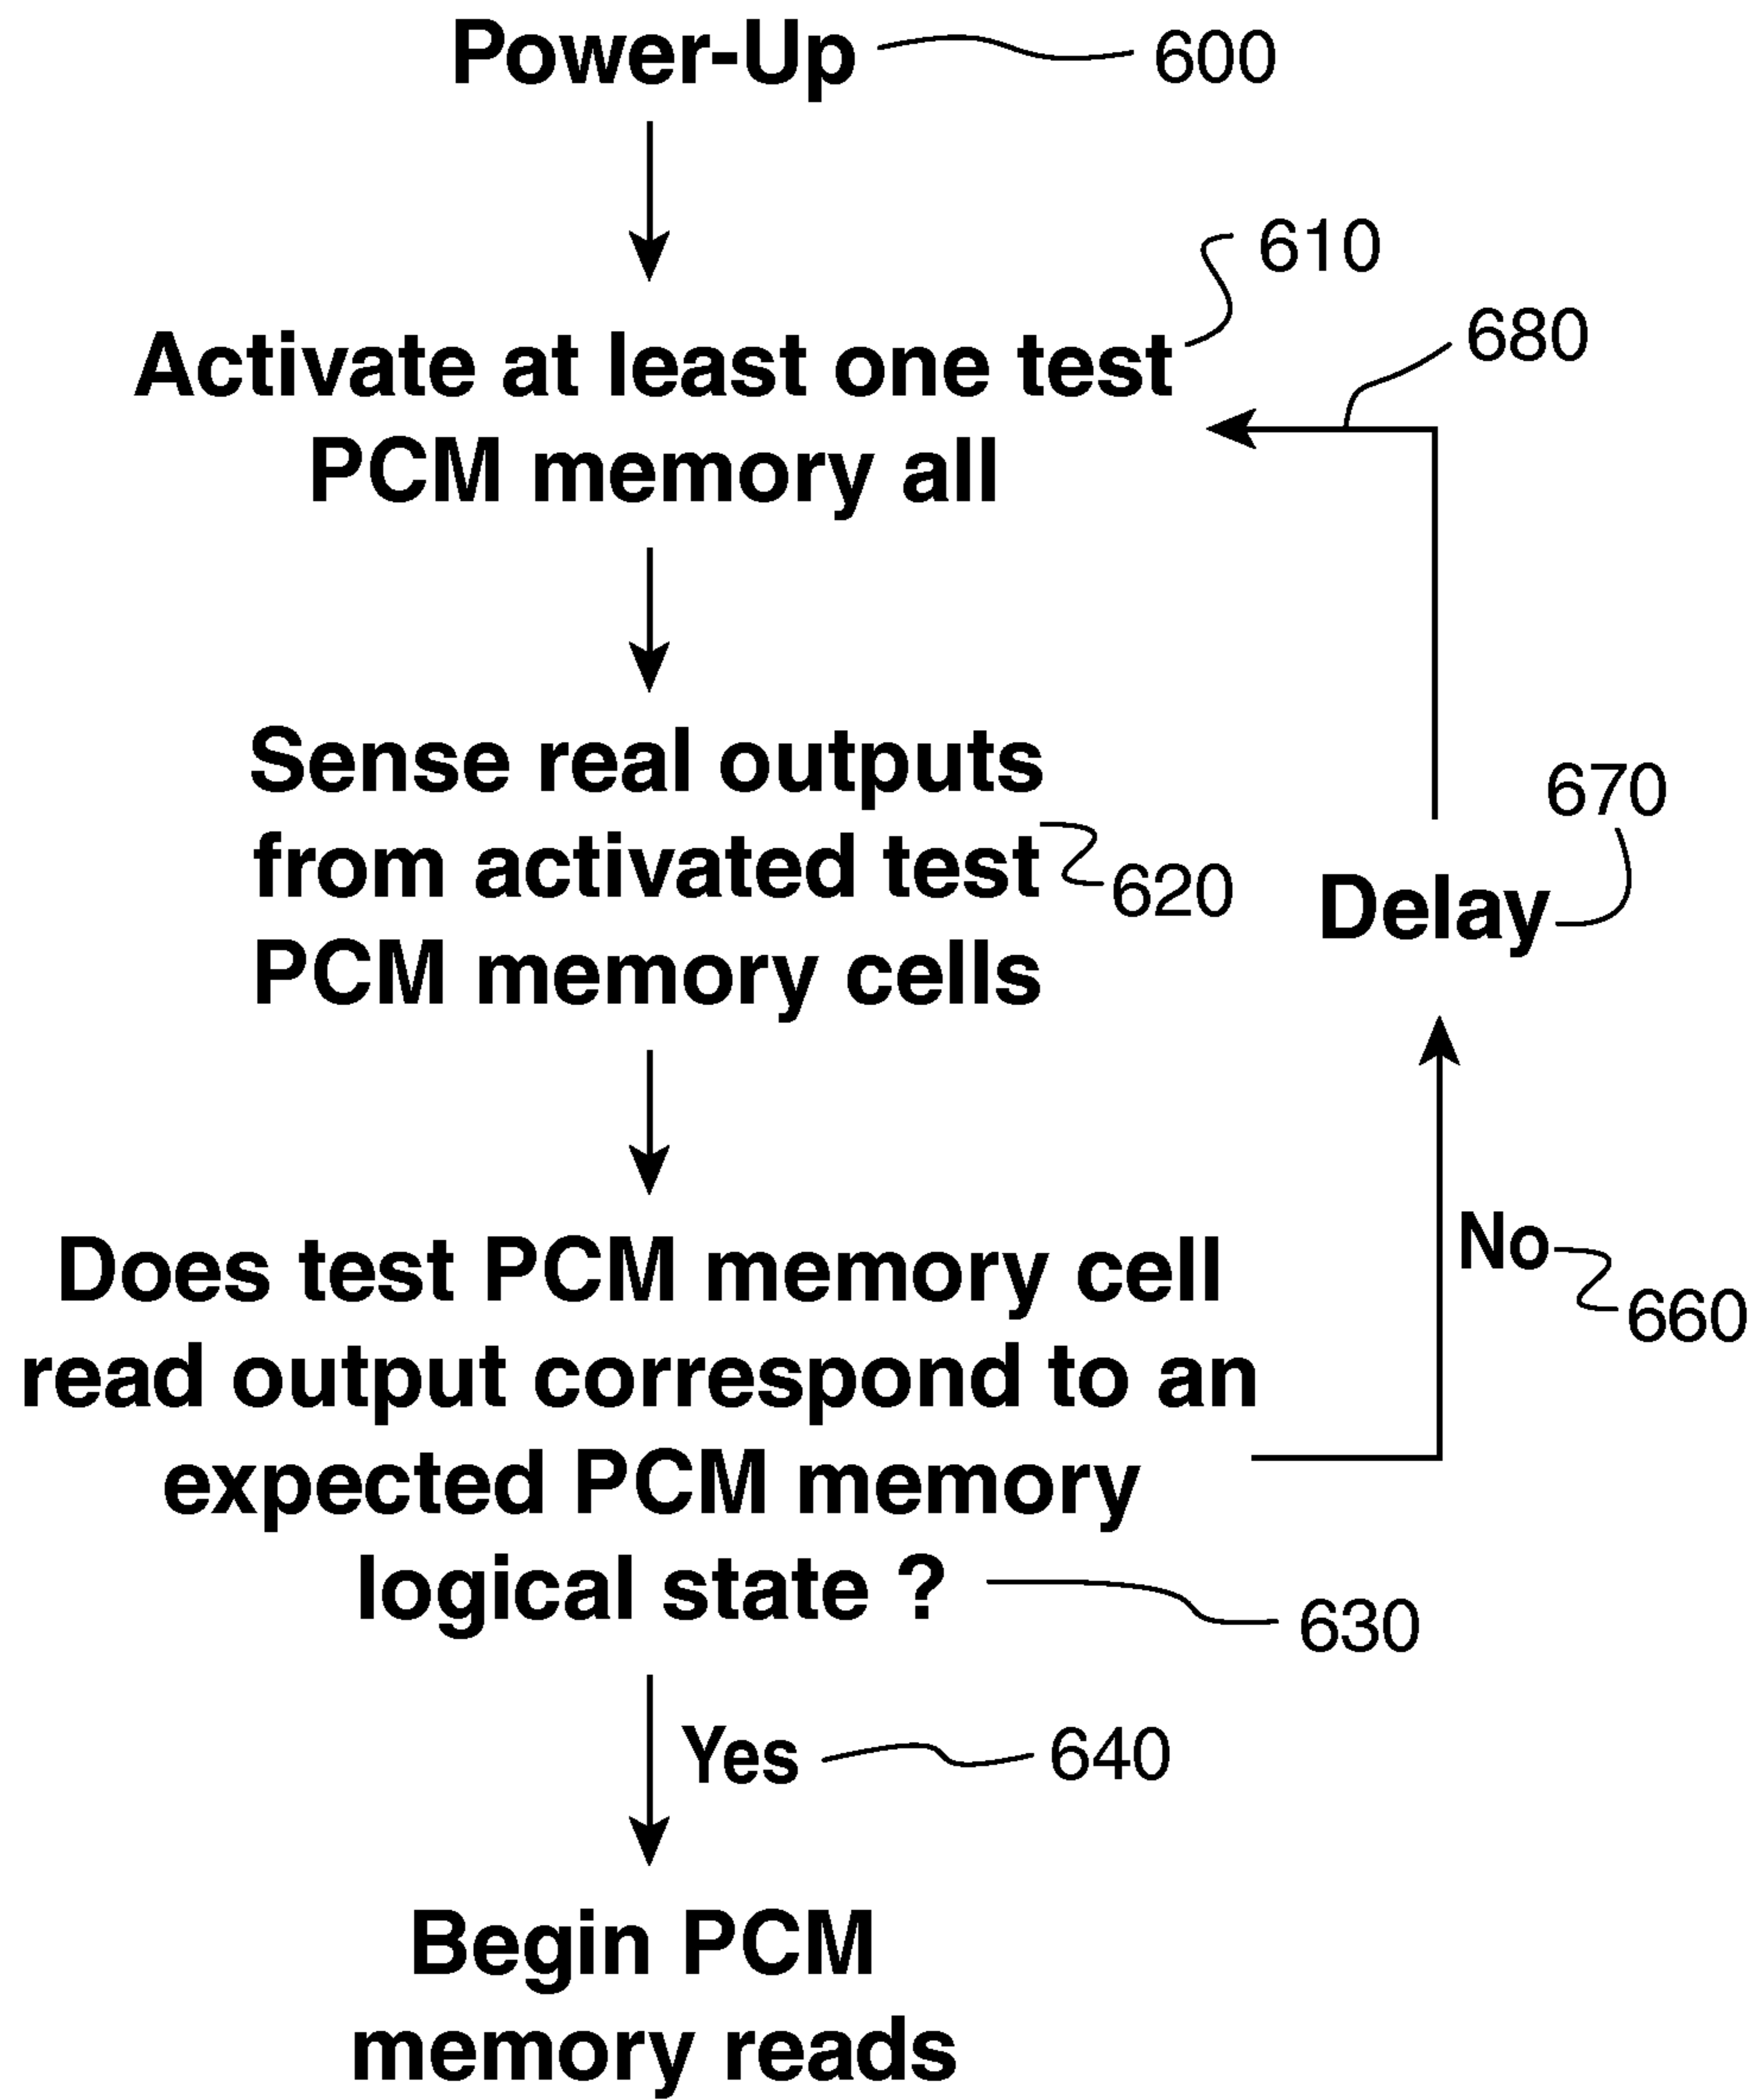 Power-Up
600
610
Activate at least one test
PCM memory all
680
Sense real outputs
from activated test
PCM memory cells
620
670
Delay
Does test PCM memory cell
read output correspond to an
expected PCM memory
logical state ?
No
660
630
Yes
640
Begin PCM
memory reads